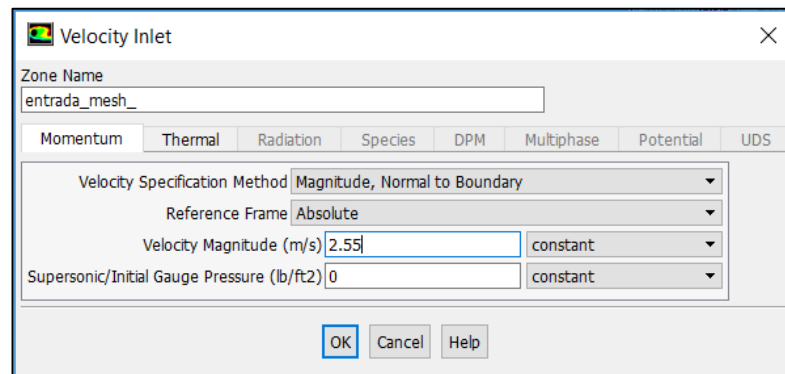 Velocity Inlet
Zone Name
entrada_mesh_
Momentum Thermal Radiation Species DPM Multiphase Potential UDS
Velocity Specification Method Magnitude, Normal to Boundary
Reference Frame Absolute
Velocity Magnitude (m/s) 2.55 constant
Supersonic/Initial Gauge Pressure (lb/ft2) 0 constant
OK Cancel Help